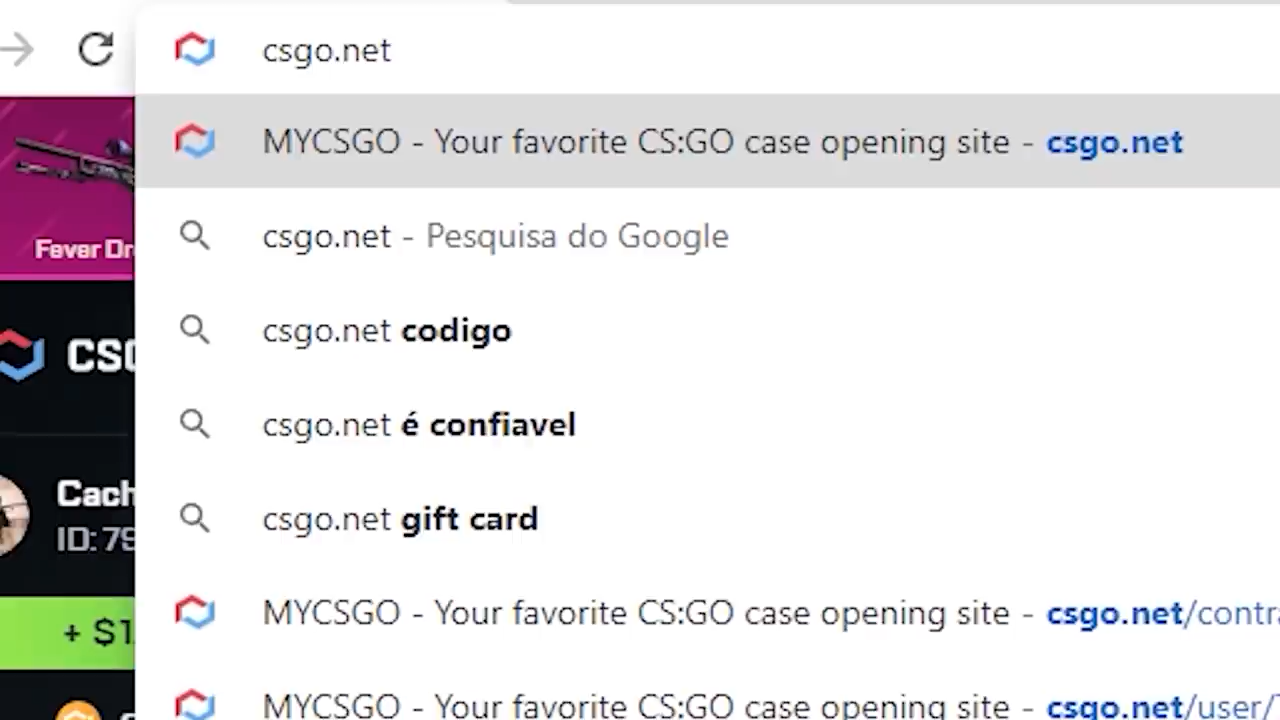 csgo.net
MYCSGO - Your favorite CS:GO case opening site - csgo.net
csgo.net - Pesquisa do Google
Fever Dr
csgo.net codigo
CSG
csgo.net é confiavel
Cach
csgo.net gift card
ID: 79
MYCSGO - Your favorite CS:GO case opening site - csgo.net/contra
+ $1
MYCSGO - Your favorite CS:GO case opening site - csgo.net/user/